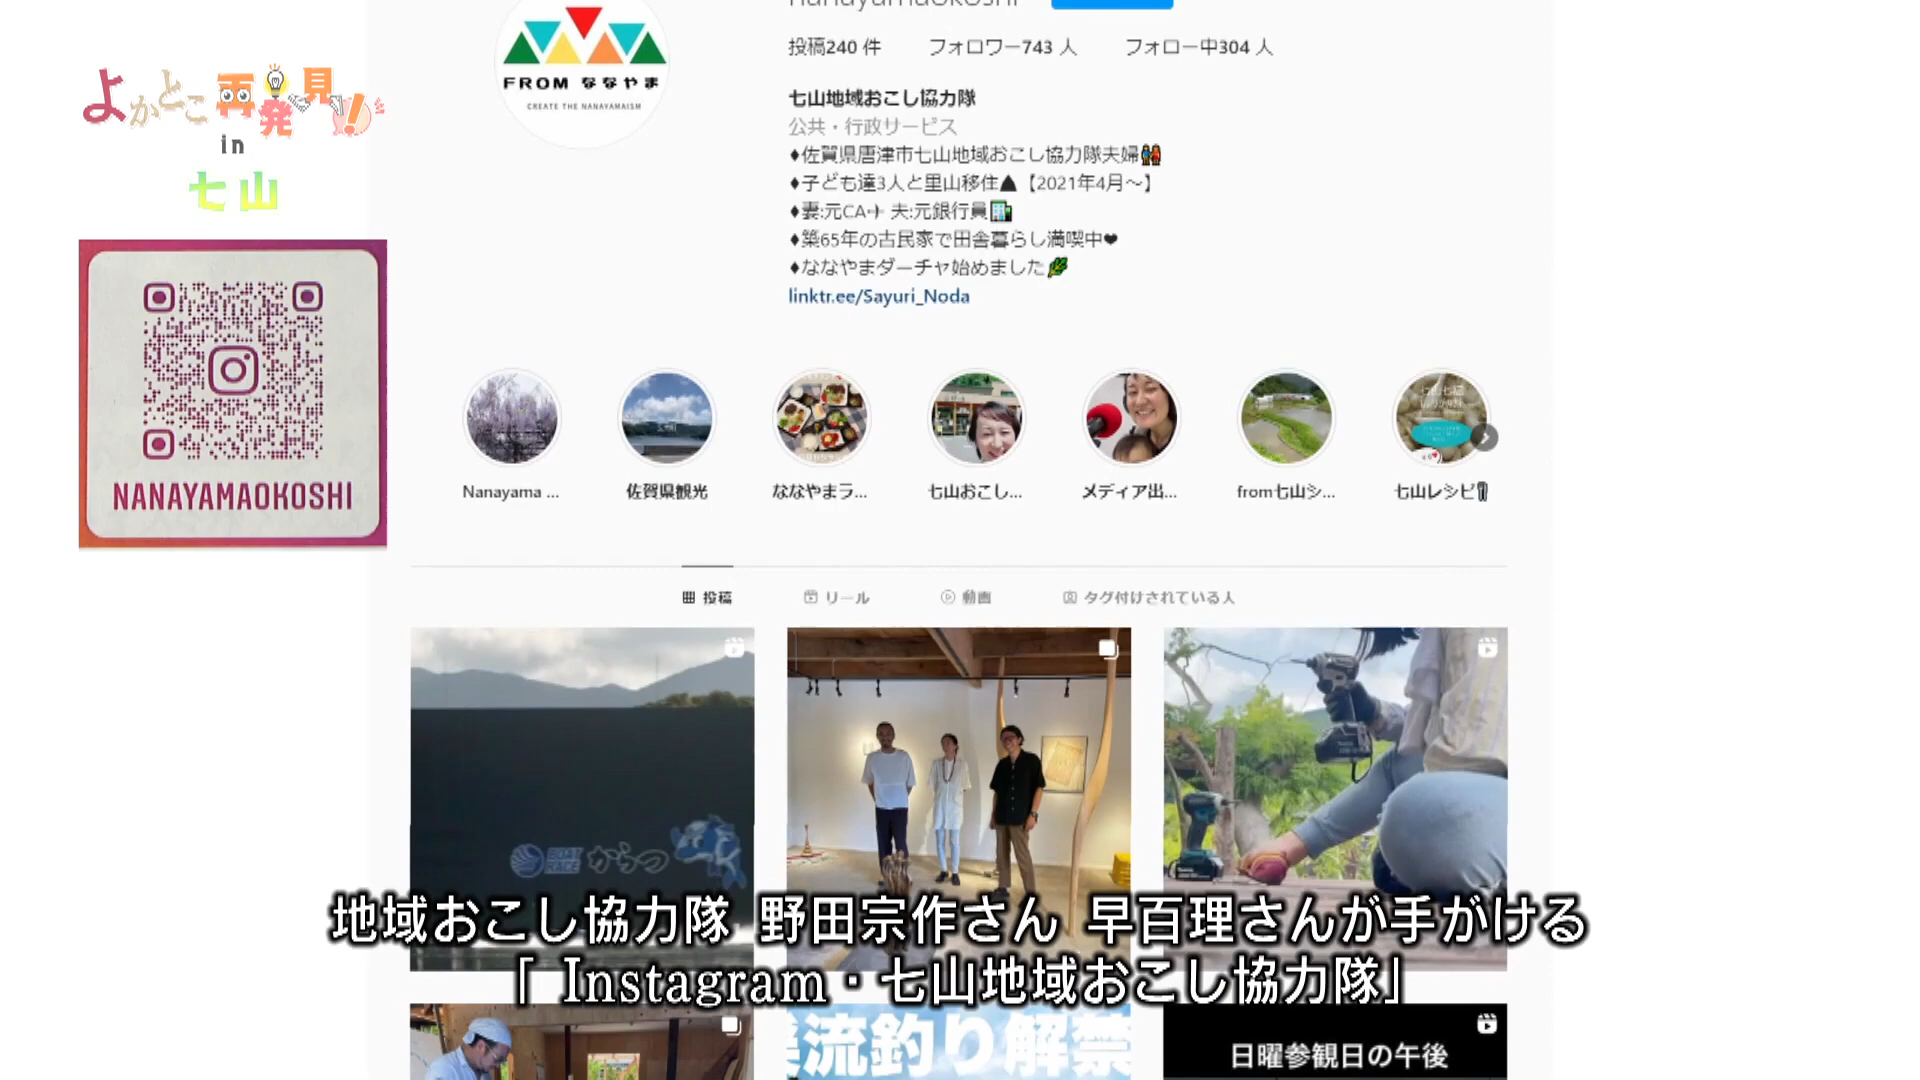 よかとこ再発見!
in
七山
NANAYAMAOKOSHI
FROM ななやま
CREATE THE NANAYAMAISM
nanayamaokoshi
投稿240 件 フォロワー743 人 フォロー中304 人
七山地域おこし協力隊
公共・行政サービス
♦佐賀県唐津市七山地域おこし協力隊夫婦👫
♦子ども達3人と里山移住▲【2021年4月〜】
♦妻:元CA✈ 夫:元銀行員🏦
♦築65年の古民家で田舎暮らし満喫中❤
♦ななやまダーチャ始めました🌿
linktr.ee/Sayuri_Noda
Nanayama ... 佐賀県観光 ななやまラ... 七山おこし... メディア出... from七山シ... 七山レシピ🍴
投稿 リール 動画 タグ付けされている人
BOAT RACE からつ
地域おこし協力隊 野田宗作さん 早百理さんが手がける
「 Instagram・七山地域おこし協力隊」
渓流釣り解禁
日曜参観日の午後